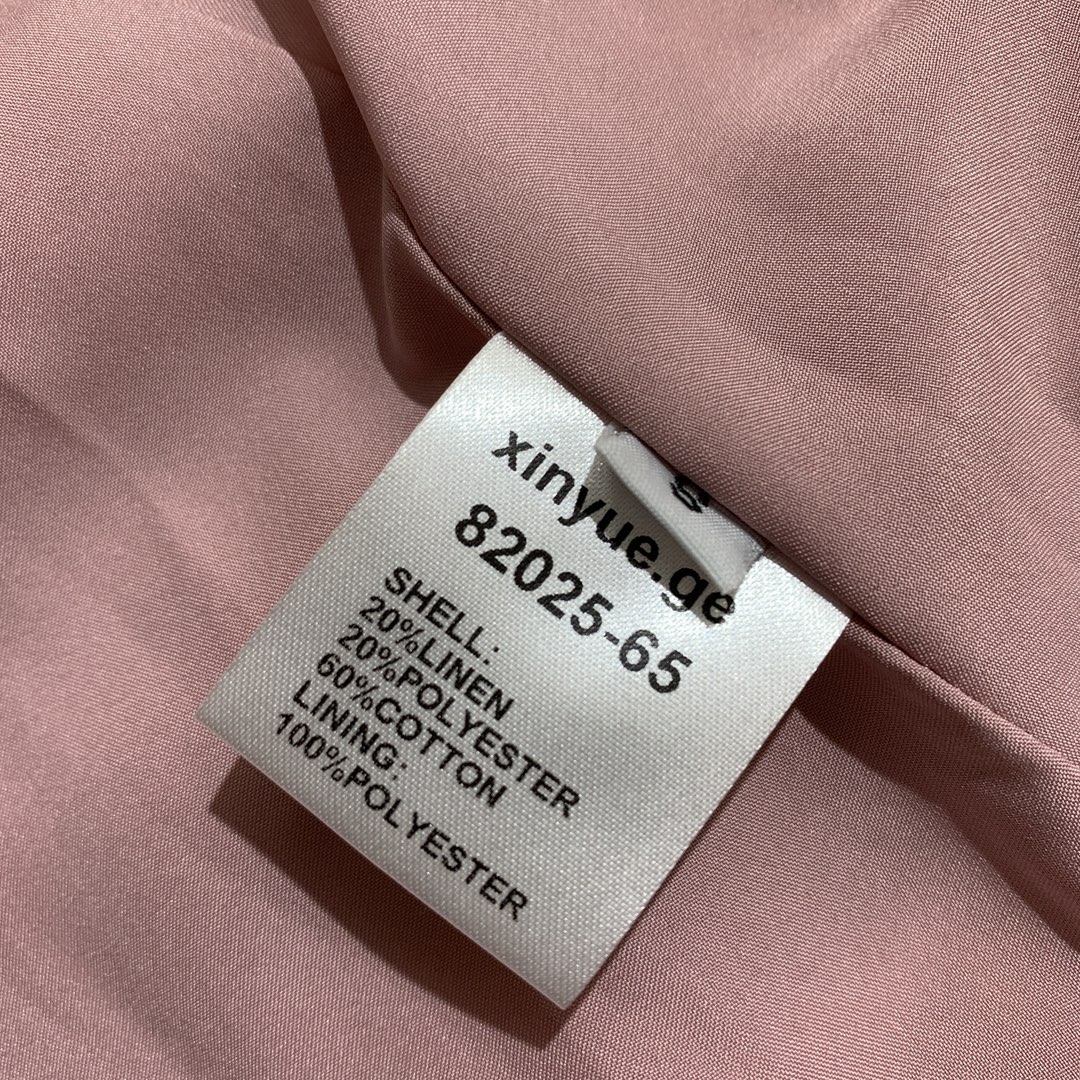 xinyue.ge
82025-65
SHELL:
20%LINEN
20%POLYESTER
60%COTTON
LINING:
100%POLYESTER